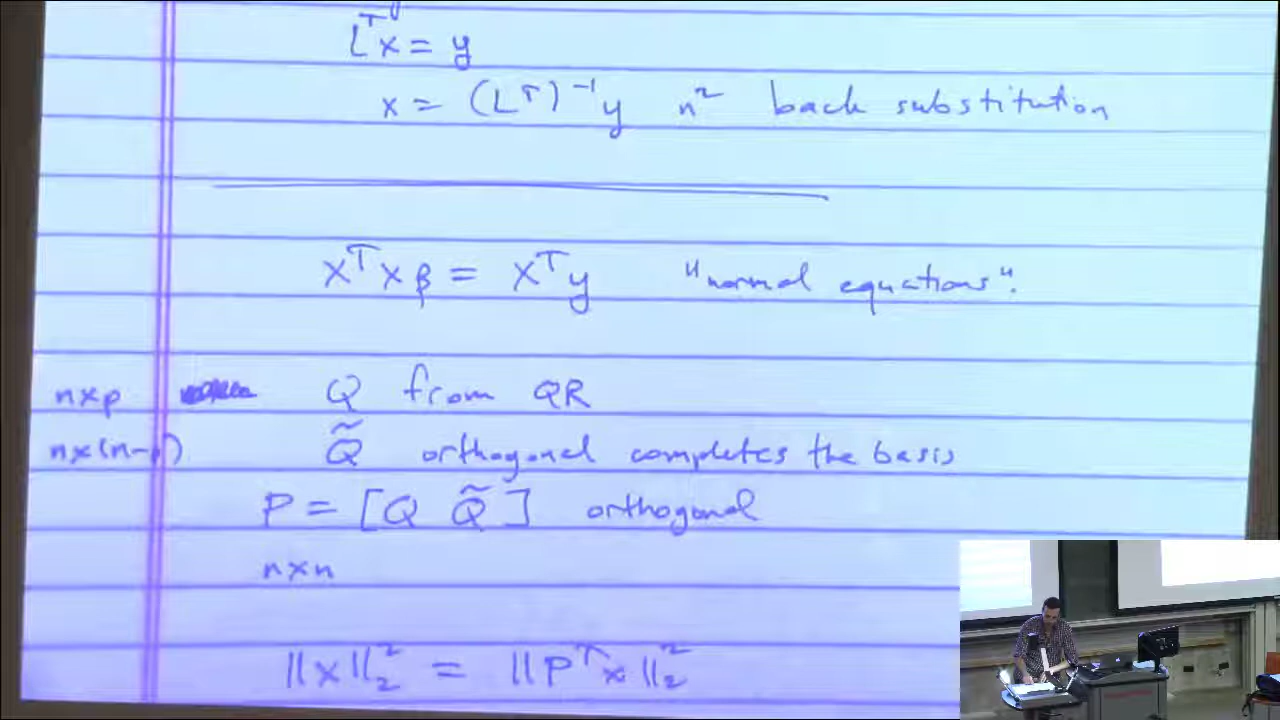 Lᵀx = y
x = (Lᵀ)⁻¹y n² back substitution
XᵀXβ = Xᵀy "normal equations".
n×p Q from QR
n×(n-p) Q̃ orthogonal completes the basis
P = [Q Q̃] orthogonal
n×n
‖x‖₂² = ‖Pᵀx‖₂²